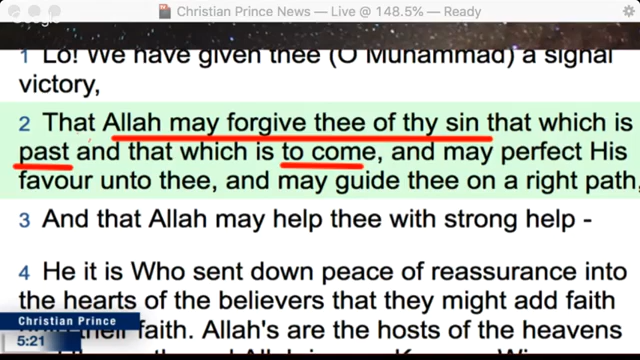 Christian Prince News — Live @ 148.5% — Ready
1 Lo! We have given thee (O Muhammad) a signal
victory,
2 That Allah may forgive thee of thy sin that which is
past and that which is to come, and may perfect His
favour unto thee, and may guide thee on a right path,
3 And that Allah may help thee with strong help -
4 He it is Who sent down peace of reassurance into
the hearts of the believers that they might add faith
their faith. Allah's are the hosts of the heavens
Christian Prince
5:21